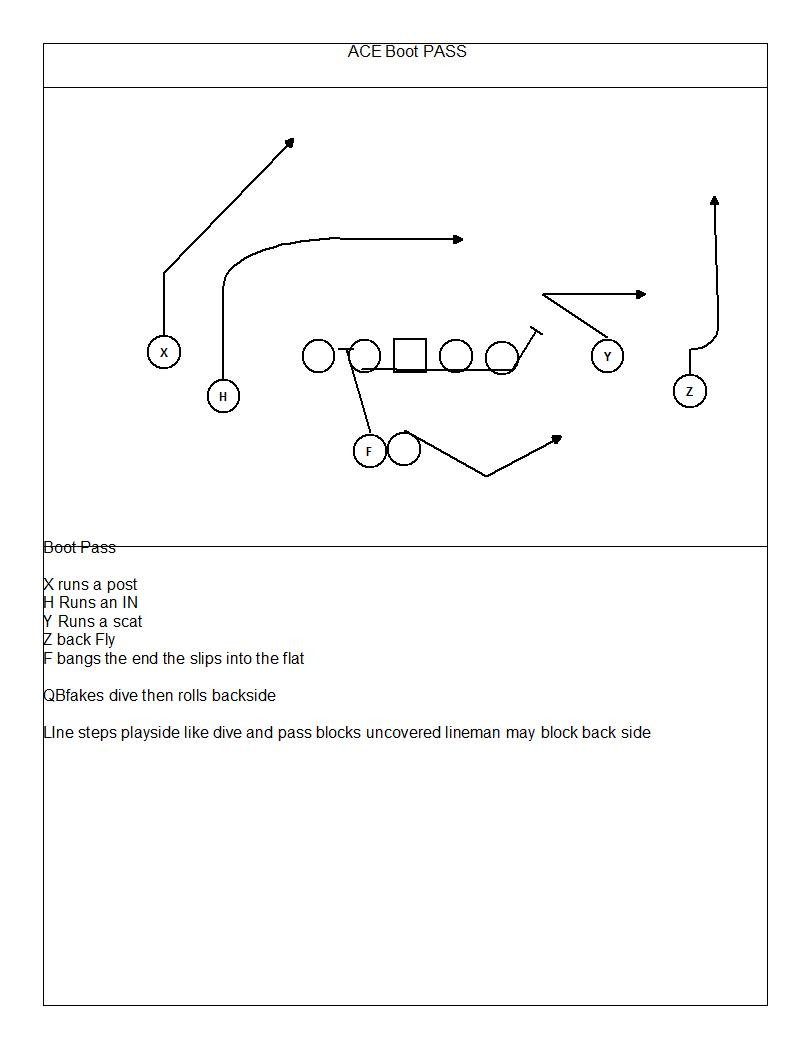 ACE Boot PASS
X
H
Y
Z
F
Boot Pass
X runs a post
H Runs an IN
Y Runs a scat
Z back Fly
F bangs the end the slips into the flat
QBfakes dive then rolls backside
LIne steps playside like dive and pass blocks uncovered lineman may block back side